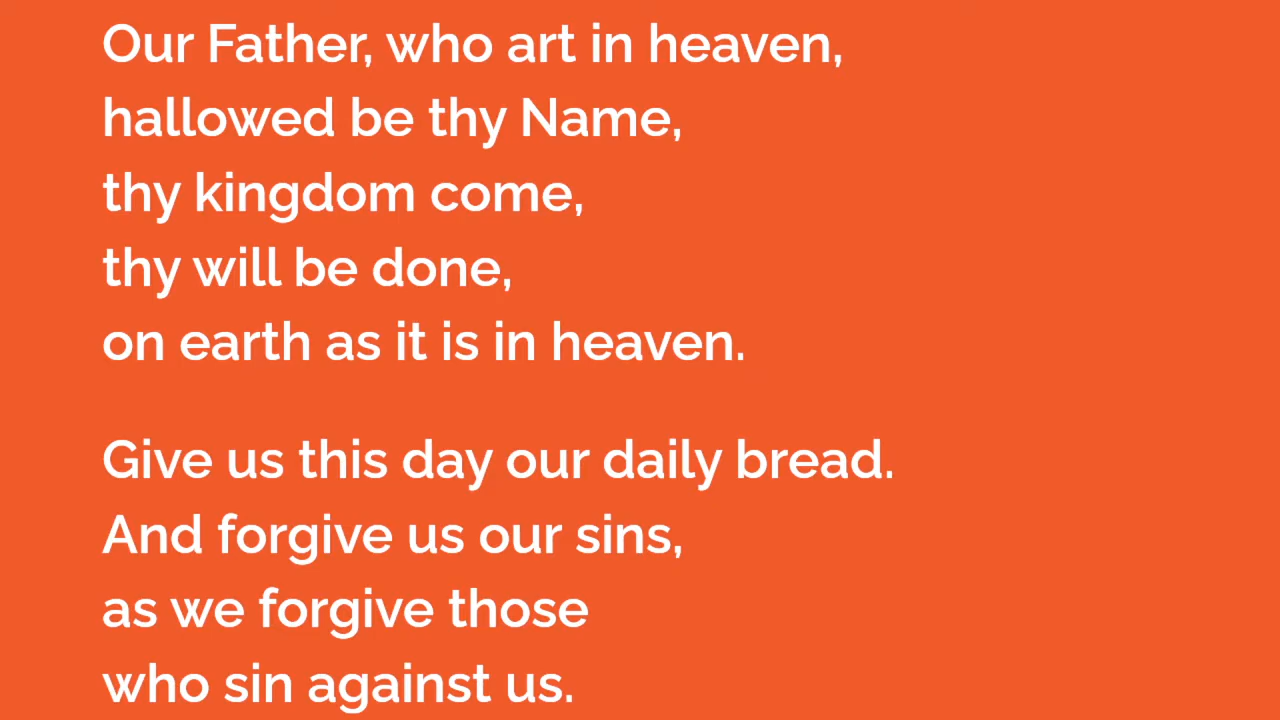 Our Father, who art in heaven,
hallowed be thy Name,
thy kingdom come,
thy will be done,
on earth as it is in heaven.
Give us this day our daily bread.
And forgive us our sins,
as we forgive those
who sin against us.